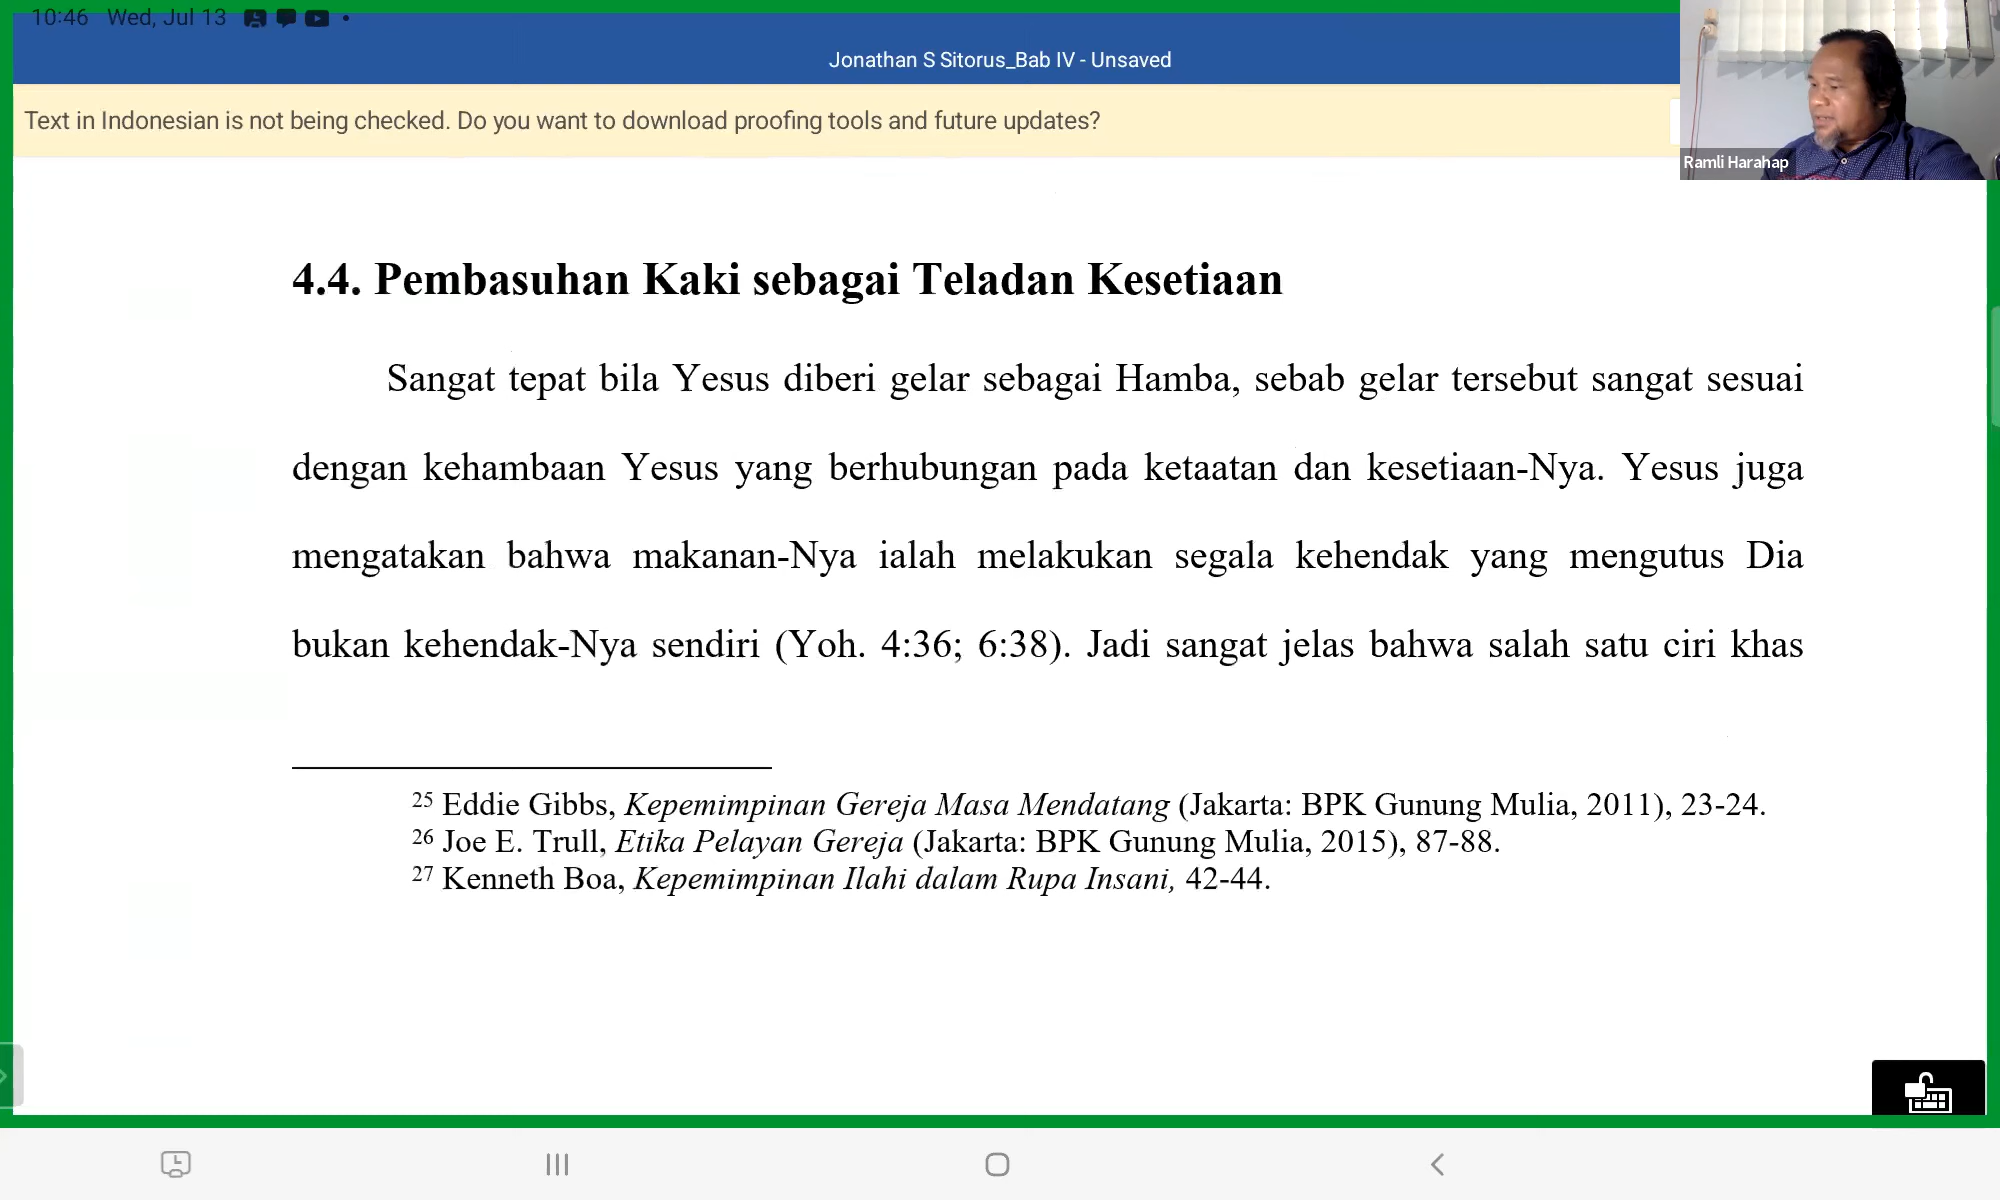 10:46 Wed, Jul 13
Jonathan S Sitorus_Bab IV - Unsaved
Text in Indonesian is not being checked. Do you want to download proofing tools and future updates?
Ramli Harahap
4.4. Pembasuhan Kaki sebagai Teladan Kesetiaan
Sangat tepat bila Yesus diberi gelar sebagai Hamba, sebab gelar tersebut sangat sesuai
dengan kehambaan Yesus yang berhubungan pada ketaatan dan kesetiaan-Nya. Yesus juga
mengatakan bahwa makanan-Nya ialah melakukan segala kehendak yang mengutus Dia
bukan kehendak-Nya sendiri (Yoh. 4:36; 6:38). Jadi sangat jelas bahwa salah satu ciri khas
25 Eddie Gibbs, Kepemimpinan Gereja Masa Mendatang (Jakarta: BPK Gunung Mulia, 2011), 23-24.
26 Joe E. Trull, Etika Pelayan Gereja (Jakarta: BPK Gunung Mulia, 2015), 87-88.
27 Kenneth Boa, Kepemimpinan Ilahi dalam Rupa Insani, 42-44.